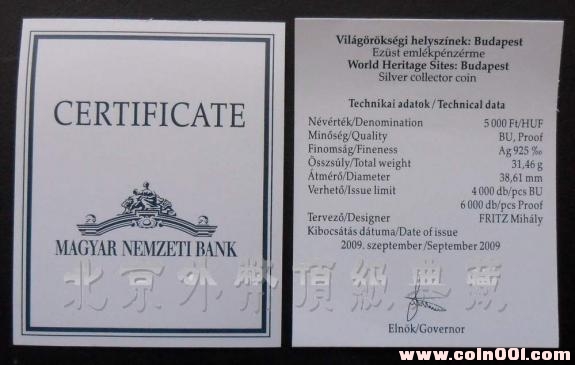 CERTIFICATE
MAGYAR NEMZETI BANK
Világörökségi helyszínek: Budapest
Ezüst emlékpénzérme
World Heritage Sites: Budapest
Silver collector coin
Technikai adatok / Technical data
Névérték/Denomination 5 000 Ft/HUF
Minőség/Quality BU, Proof
Finomság/Fineness Ag 925 ‰
Összsúly/Total weight 31,46 g
Átmérő/Diameter 38,61 mm
Verhető/Issue limit 4 000 db/pcs BU
6 000 db/pcs Proof
Tervező/Designer FRITZ Mihály
Kibocsátás dátuma/Date of issue
2009. szeptember/September 2009
Elnök/Governor
北京外幣頂級典藏
www.coin001.com